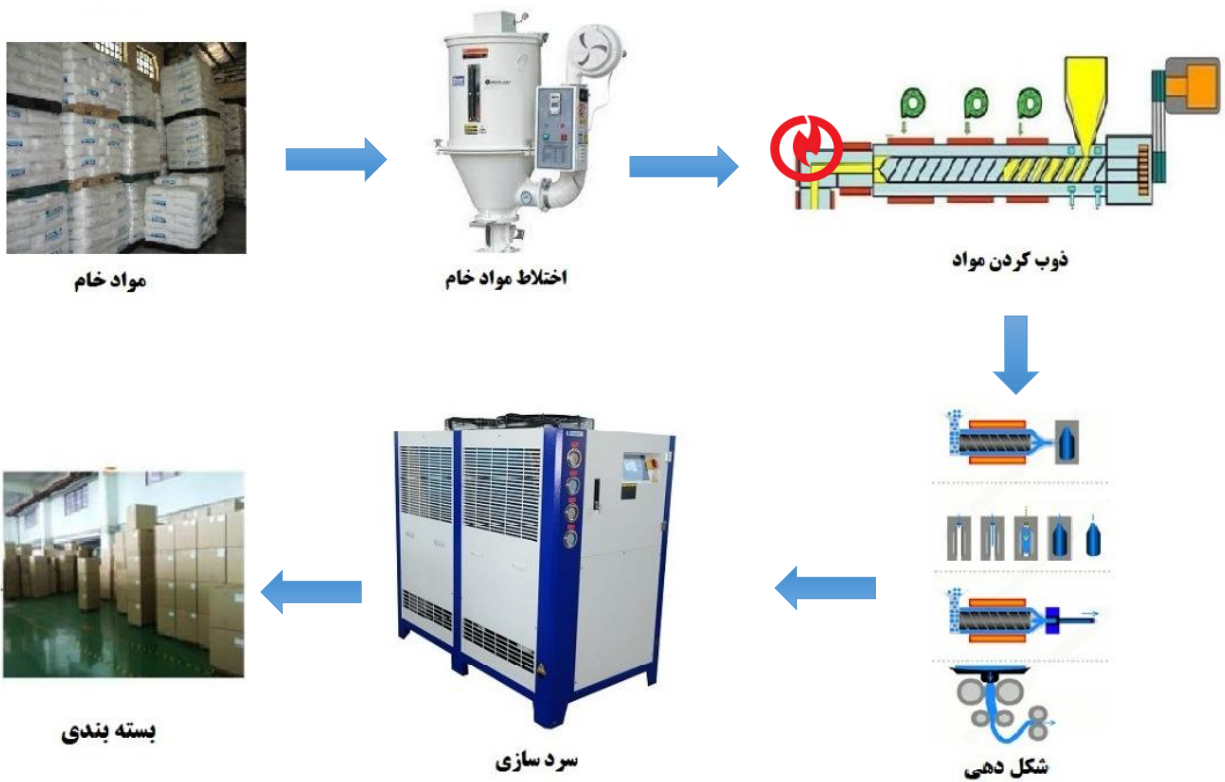 مواد خام
اختلاط مواد خام
ذوب کردن مواد
شکل دهی
سرد سازی
بسته بندی